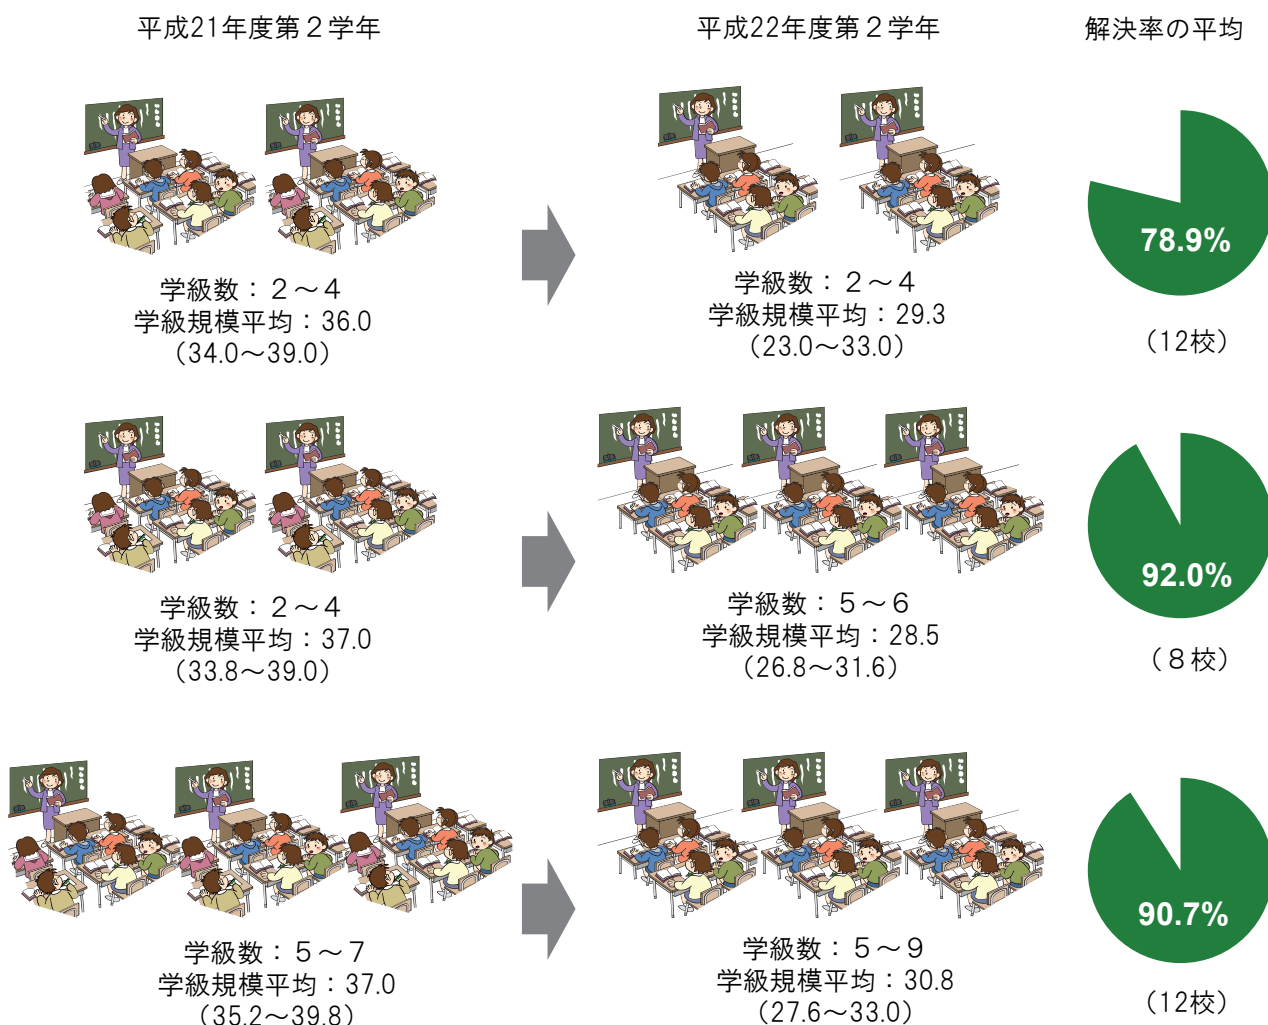 平成21年度第２学年
平成22年度第２学年
解決率の平均
学級数：２～４
学級規模平均：36.0
（34.0～39.0）
学級数：２～４
学級規模平均：29.3
（23.0～33.0）
78.9%
（12校）
学級数：２～４
学級規模平均：37.0
（33.8～39.0）
学級数：５～６
学級規模平均：28.5
（26.8～31.6）
92.0%
（８校）
学級数：５～７
学級規模平均：37.0
（35.2～39.8）
学級数：５～９
学級規模平均：30.8
（27.6～33.0）
90.7%
（12校）